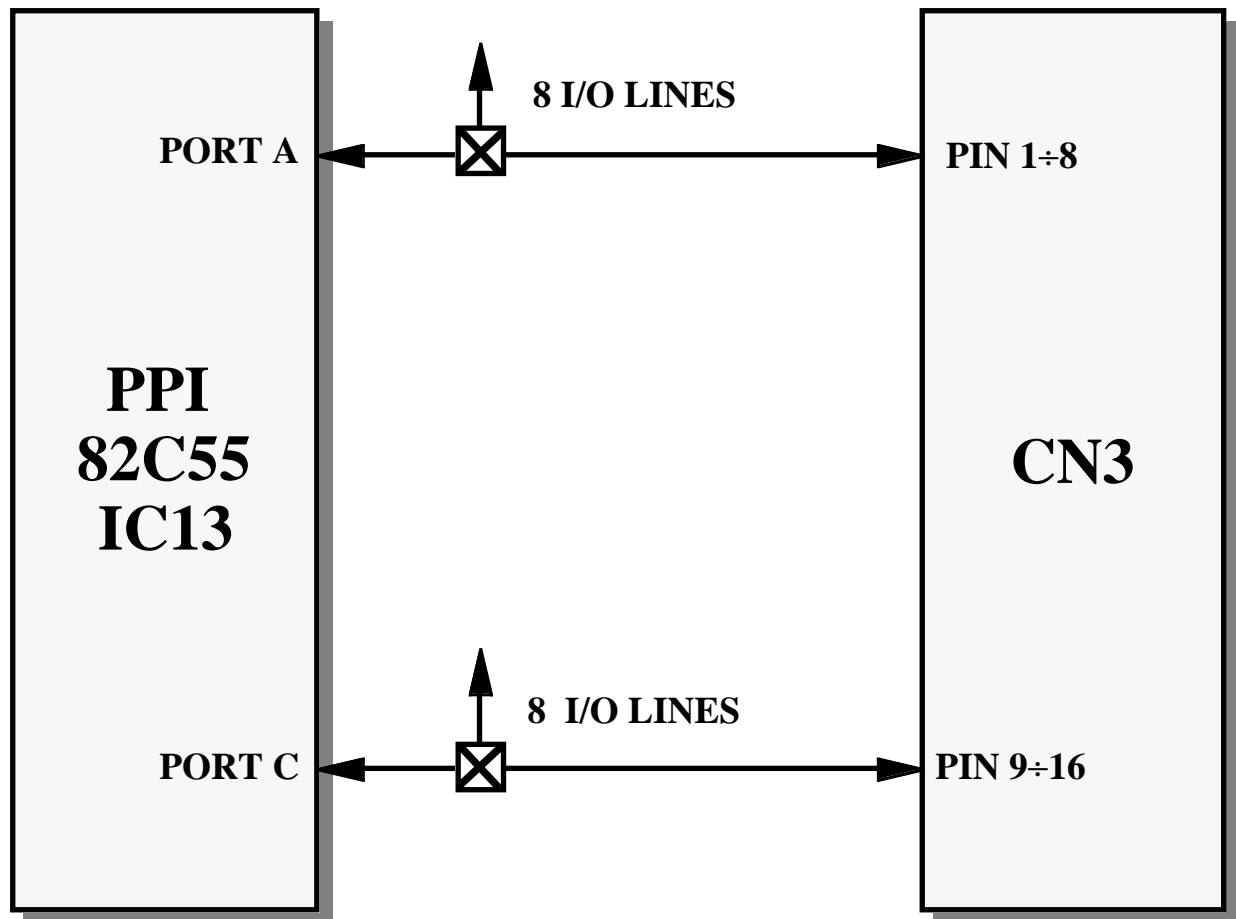 8 I/O LINES
PORT A
PIN 1÷8
PPI
82C55
IC13
CN3
8 I/O LINES
PORT C
PIN 9÷16